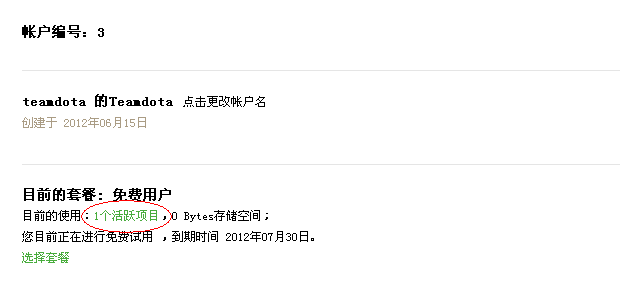 帐户编号：3
teamdota 的Teamdota 点击更改帐户名
创建于 2012年06月15日
目前的套餐：免费用户
目前的使用：1个活跃项目，0 Bytes存储空间；
您目前正在进行免费试用 ，到期时间 2012年07月30日。
选择套餐